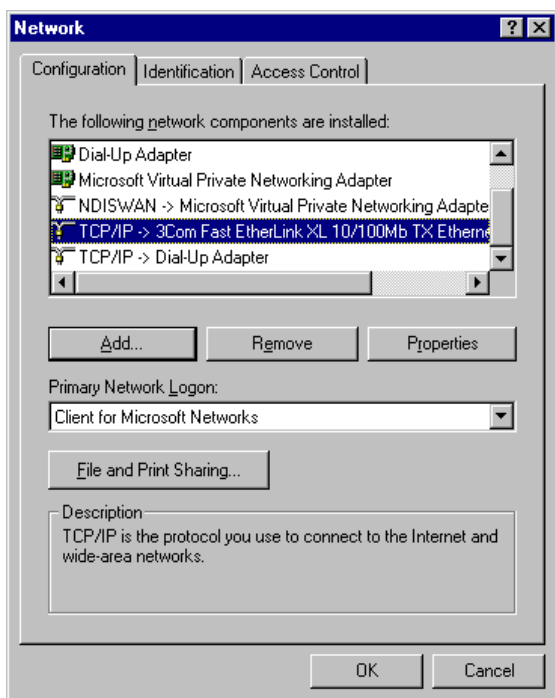 Network
Configuration Identification Access Control
The following network components are installed:
Dial-Up Adapter
Microsoft Virtual Private Networking Adapter
NDISWAN -> Microsoft Virtual Private Networking Adapte
TCP/IP -> 3Com Fast EtherLink XL 10/100Mb TX Etherne
TCP/IP -> Dial-Up Adapter
Add... Remove Properties
Primary Network Logon:
Client for Microsoft Networks
File and Print Sharing...
Description
TCP/IP is the protocol you use to connect to the Internet and
wide-area networks.
OK Cancel